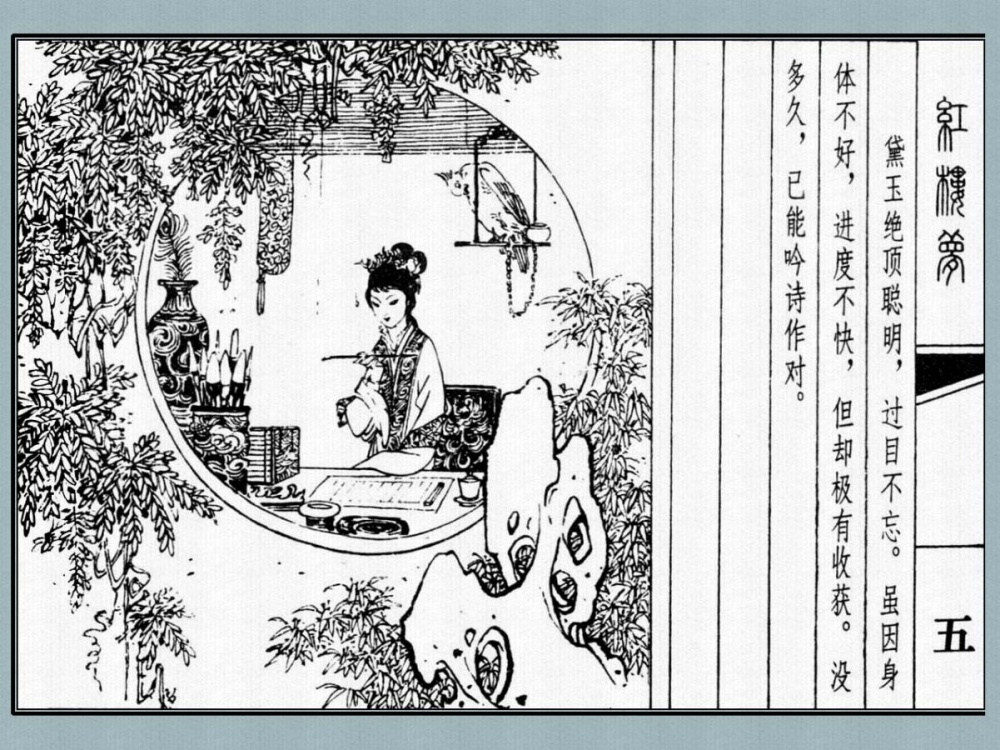 紅樓夢
五
黛玉绝顶聪明，过目不忘。虽因身
体不好，进度不快，但却极有收获。没
多久，已能吟诗作对。